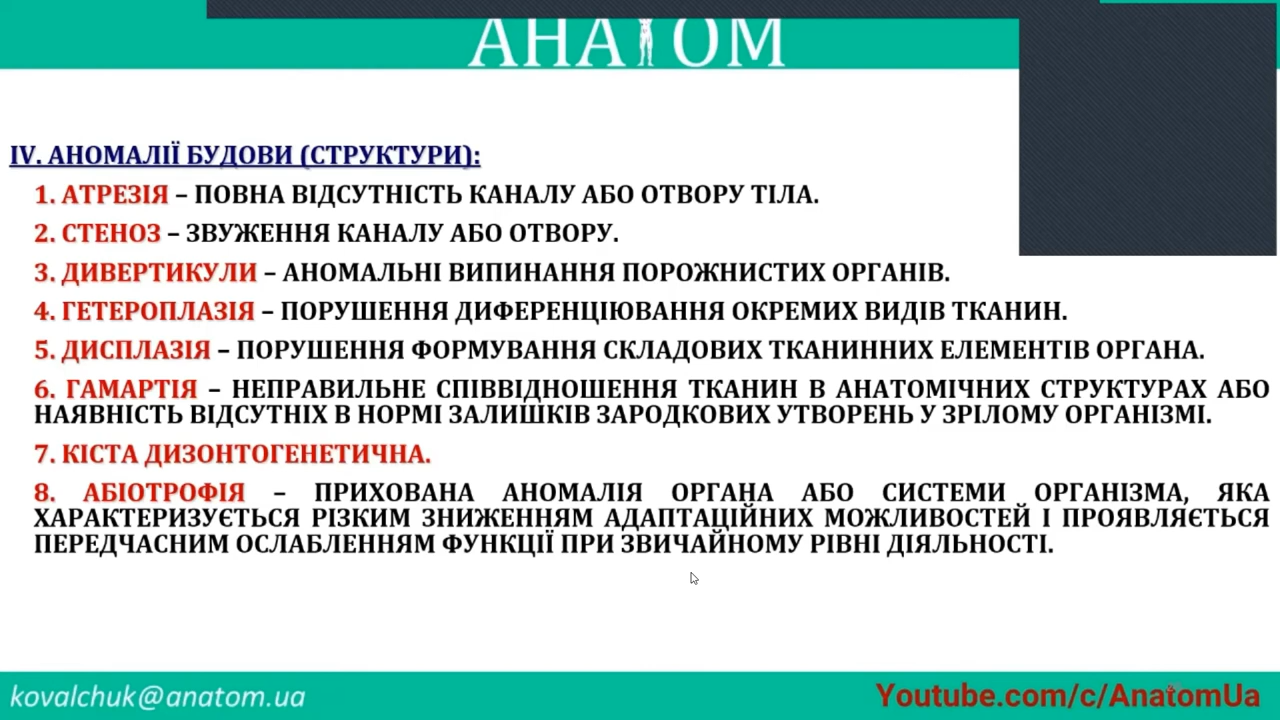 АНАТОМ
IV. АНОМАЛІЇ БУДОВИ (СТРУКТУРИ):
1. АТРЕЗІЯ – ПОВНА ВІДСУТНІСТЬ КАНАЛУ АБО ОТВОРУ ТІЛА.
2. СТЕНОЗ – ЗВУЖЕННЯ КАНАЛУ АБО ОТВОРУ.
3. ДИВЕРТИКУЛИ – АНОМАЛЬНІ ВИПИНАННЯ ПОРОЖНИСТИХ ОРГАНІВ.
4. ГЕТЕРОПЛАЗІЯ – ПОРУШЕННЯ ДИФЕРЕНЦІЮВАННЯ ОКРЕМИХ ВИДІВ ТКАНИН.
5. ДИСПЛАЗІЯ – ПОРУШЕННЯ ФОРМУВАННЯ СКЛАДОВИХ ТКАНИННИХ ЕЛЕМЕНТІВ ОРГАНА.
6. ГАМАРТІЯ – НЕПРАВИЛЬНЕ СПІВВІДНОШЕННЯ ТКАНИН В АНАТОМІЧНИХ СТРУКТУРАХ АБО
НАЯВНІСТЬ ВІДСУТНІХ В НОРМІ ЗАЛИШКІВ ЗАРОДКОВИХ УТВОРЕНЬ У ЗРІЛОМУ ОРГАНІЗМІ.
7. КІСТА ДИЗОНТОГЕНЕТИЧНА.
8. АБІОТРОФІЯ – ПРИХОВАНА АНОМАЛІЯ ОРГАНА АБО СИСТЕМИ ОРГАНІЗМА, ЯКА
ХАРАКТЕРИЗУЄТЬСЯ РІЗКИМ ЗНИЖЕННЯМ АДАПТАЦІЙНИХ МОЖЛИВОСТЕЙ І ПРОЯВЛЯЄТЬСЯ
ПЕРЕДЧАСНИМ ОСЛАБЛЕННЯМ ФУНКЦІЇ ПРИ ЗВИЧАЙНОМУ РІВНІ ДІЯЛЬНОСТІ.
kovalchuk@anatom.ua
Youtube.com/c/AnatomUa